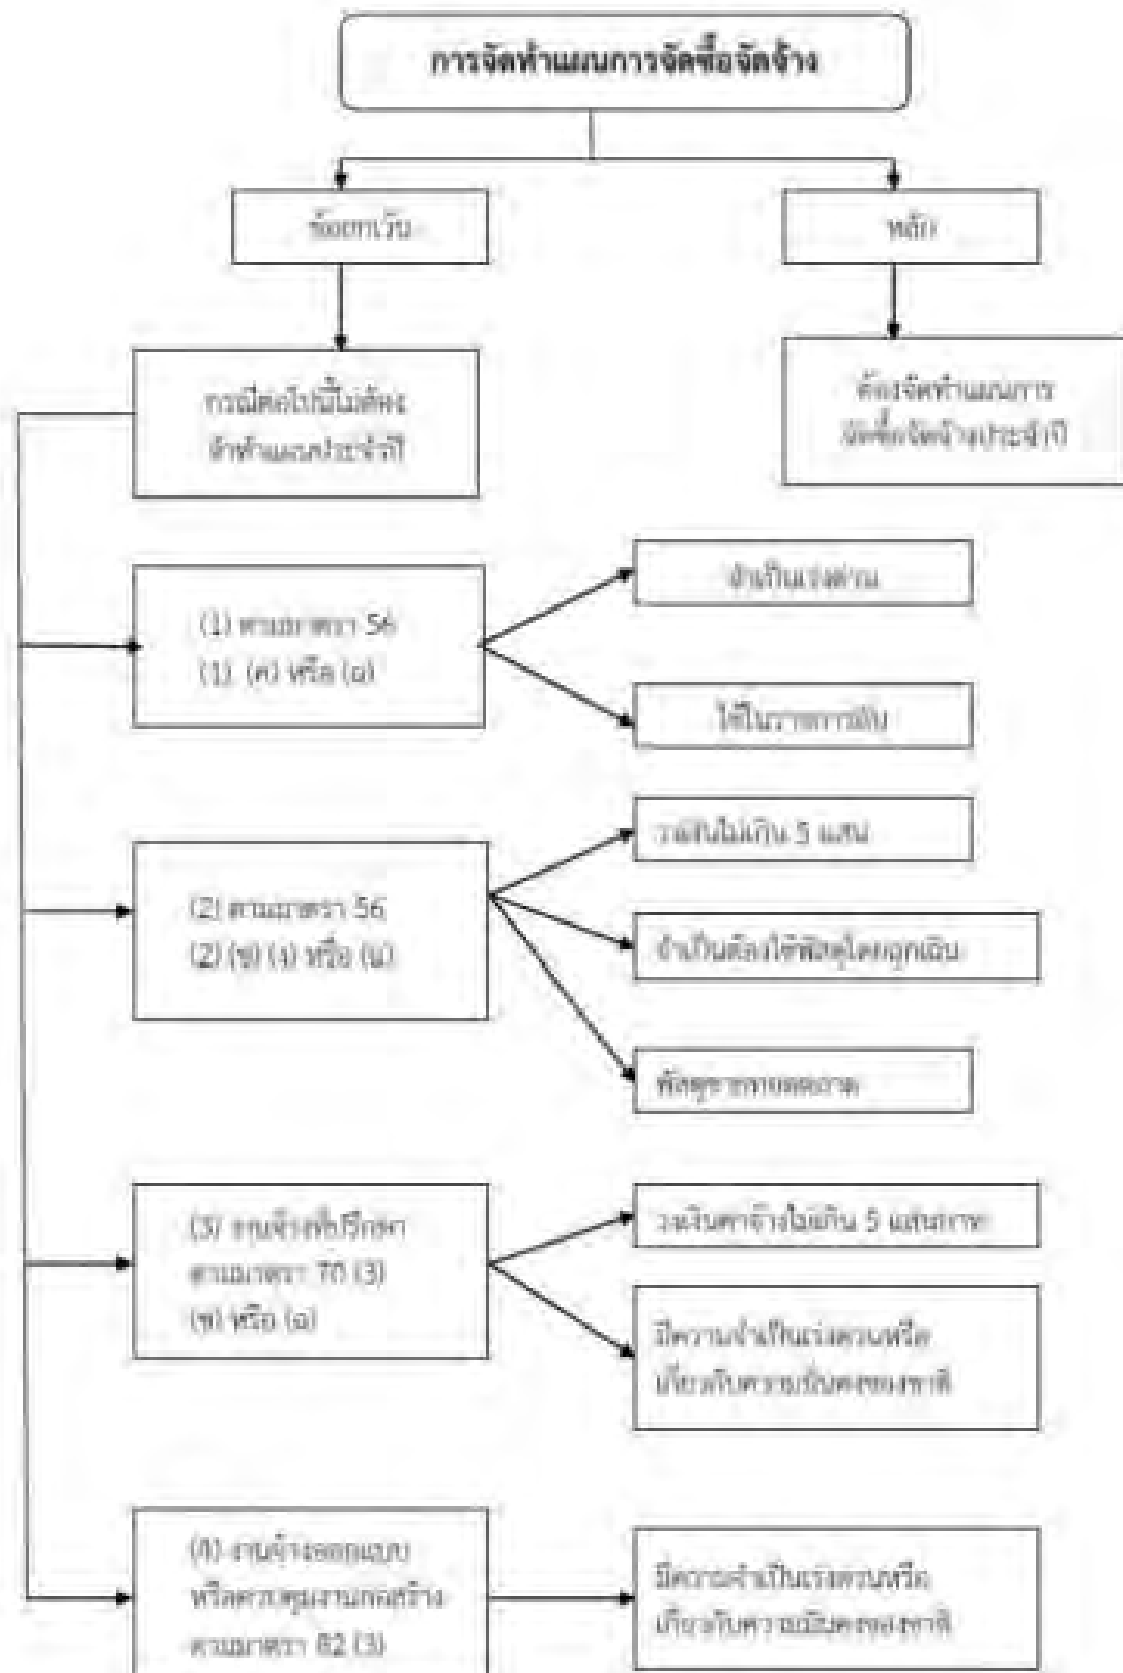 การจัดทำแผนการจัดซื้อจัดจ้าง
ข้อยกเว้น
หลัก
กรณีต่อไปนี้ไม่ต้อง
จัดทำแผนประจำปี
ต้องจัดทำแผนการ
จัดซื้อจัดจ้างประจำปี
(1) ตามมาตรา 56
(1) (ค) หรือ (ฉ)
จำเป็นเร่งด่วน
ใช้ในราชการลับ
(2) ตามมาตรา 56
(2) (ข) (ง) หรือ (ฉ)
วงเงินไม่เกิน 5 แสน
จำเป็นต้องใช้พัสดุโดยฉุกเฉิน
พัสดุขายทอดตลาด
(3) งานจ้างที่ปรึกษา
ตามมาตรา 70 (3)
(ข) หรือ (ฉ)
วงเงินค่าจ้างไม่เกิน 5 แสนบาท
มีความจำเป็นเร่งด่วนหรือ
เกี่ยวกับความมั่นคงของชาติ
(4) งานจ้างออกแบบ
หรือควบคุมงานก่อสร้าง
ตามมาตรา 82 (3)
มีความจำเป็นเร่งด่วนหรือ
เกี่ยวกับความมั่นคงของชาติ